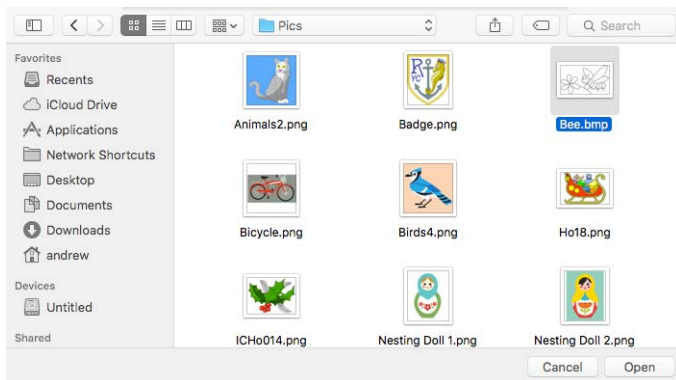 Pics
Search
Favorites
Recents
iCloud Drive
Applications
Network Shortcuts
Desktop
Documents
Downloads
andrew
Devices
Untitled
Shared
Animals2.png
Badge.png
Bee.bmp
Bicycle.png
Birds4.png
Ho18.png
ICHo014.png
Nesting Doll 1.png
Nesting Doll 2.png
Cancel
Open